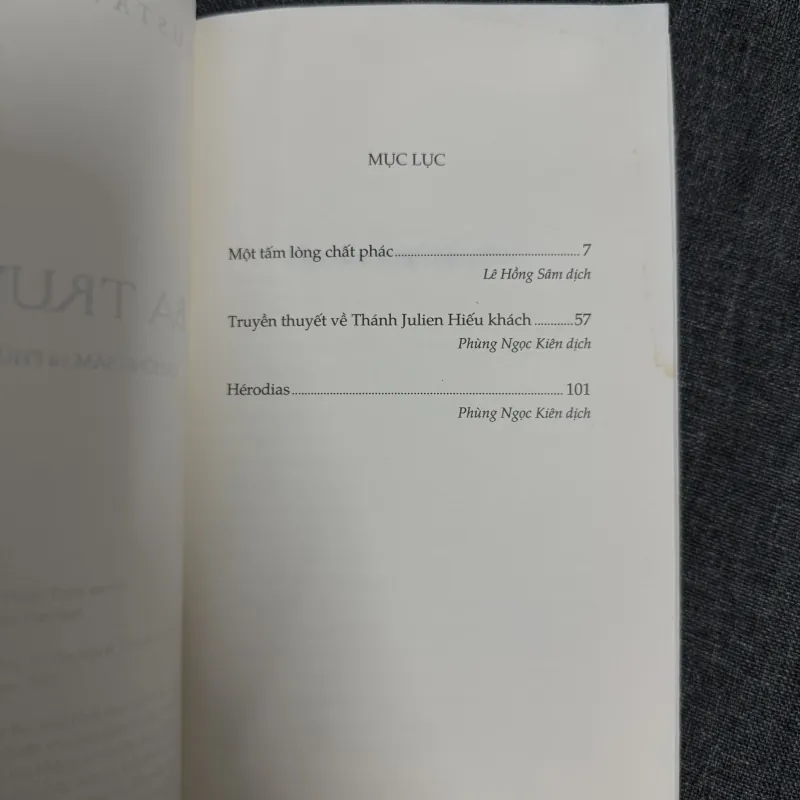 MỤC LỤC
Một tấm lòng chất phác 7
Lê Hồng Sâm dịch
Truyền thuyết về Thánh Julien Hiếu khách 57
Phùng Ngọc Kiên dịch
Hérodias 101
Phùng Ngọc Kiên dịch